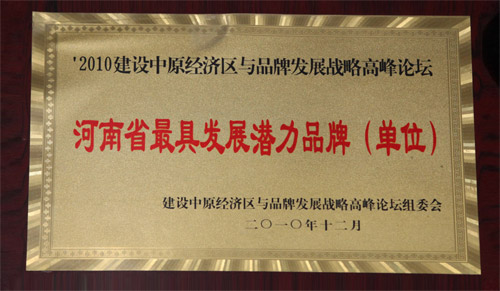 '2010建设中原经济区与品牌发展战略高峰论坛
河南省最具发展潜力品牌（单位）
建设中原经济区与品牌发展战略高峰论坛组委会
二〇一〇年十二月